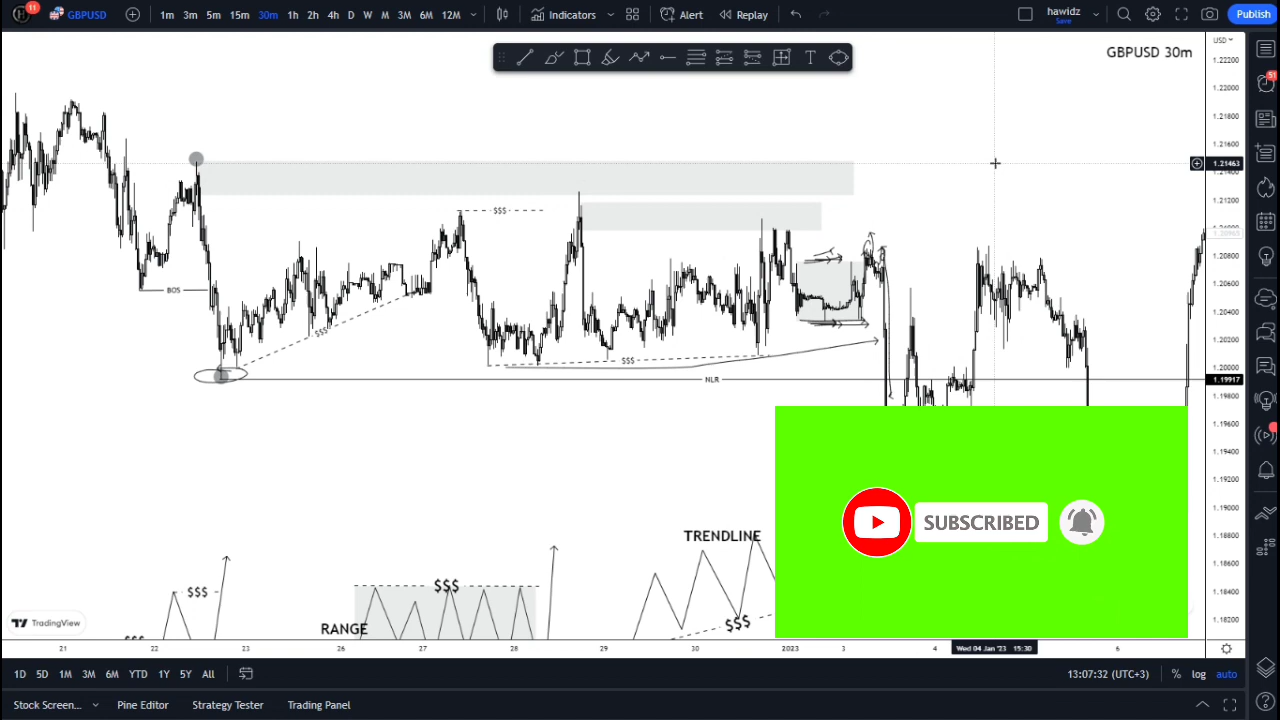 11
GBPUSD
1m 3m 5m 15m 30m 1h 2h 4h D W M 3M 6M 12M
Indicators
Alert
Replay
hawidz
Save
Publish
GBPUSD 30m
USD
1.22200
1.22000
1.21800
1.21600
1.21463
1.21200
1.20800
1.20600
1.20400
1.20200
1.20000
1.19917
1.19800
1.19600
1.19400
1.19200
1.19000
1.18800
1.18600
1.18400
1.18200
51
$$$
BOS
$$$
$$$
NLR
SUBSCRIBED
TRENDLINE
$$$
$$$
$$$
RANGE
TradingView
21 22 23 26 27 28 29 30 2023 3 4 Wed 04 Jan '23 15:30 6
1D 5D 1M 3M 6M YTD 1Y 5Y All
13:07:32 (UTC+3)
% log auto
Stock Screen...
Pine Editor
Strategy Tester
Trading Panel